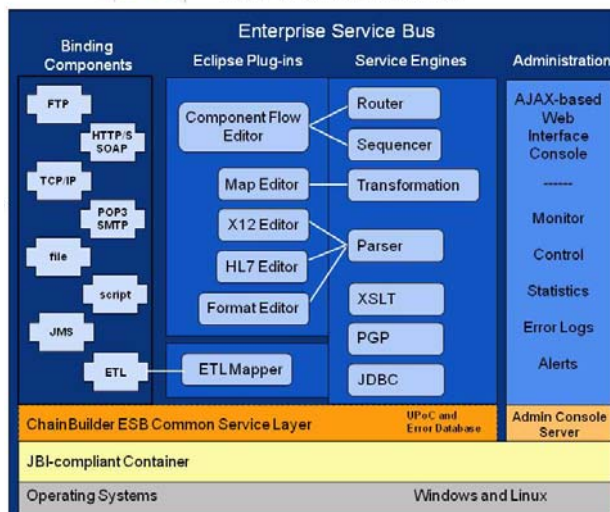 Enterprise Service Bus
Binding
Components
Eclipse Plug-ins
Service Engines
Administration
FTP
HTTP/S
SOAP
TCP/IP
POP3
SMTP
file
script
JMS
ETL
Component Flow
Editor
Map Editor
X12 Editor
HL7 Editor
Format Editor
ETL Mapper
Router
Sequencer
Transformation
Parser
XSLT
PGP
JDBC
AJAX-based
Web
Interface
Console
------
Monitor
Control
Statistics
Error Logs
Alerts
ChainBuilder ESB Common Service Layer
UPoC and
Error Database
Admin Console
Server
JBI-compliant Container
Operating Systems
Windows and Linux